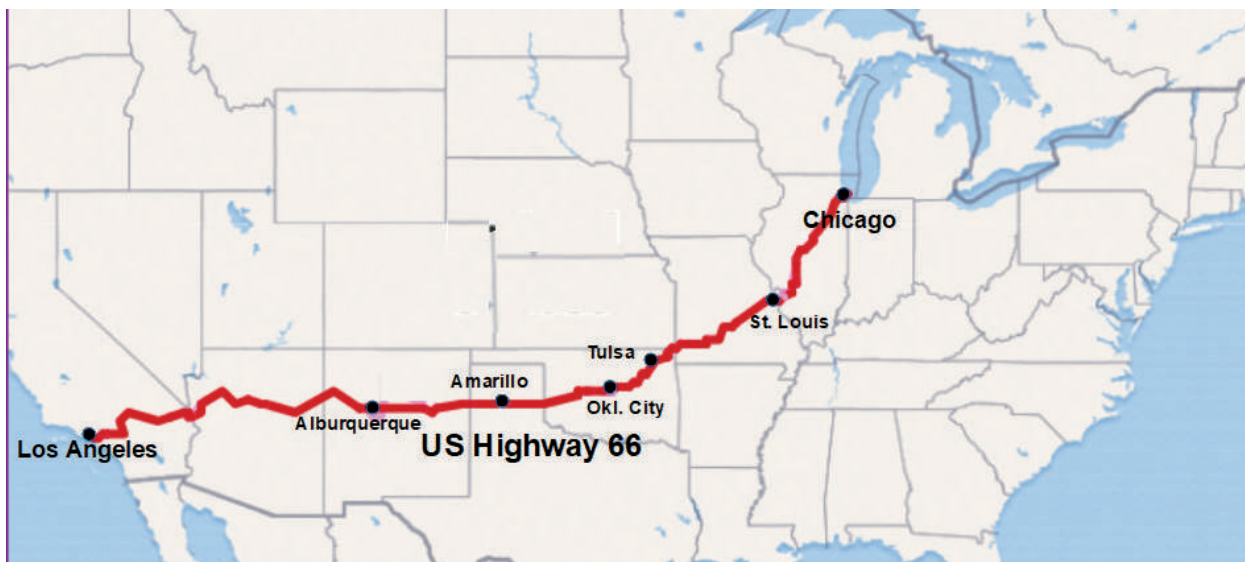 Chicago
St. Louis
Tulsa
Amarillo
Okl. City
Alburquerque
US Highway 66
Los Angeles